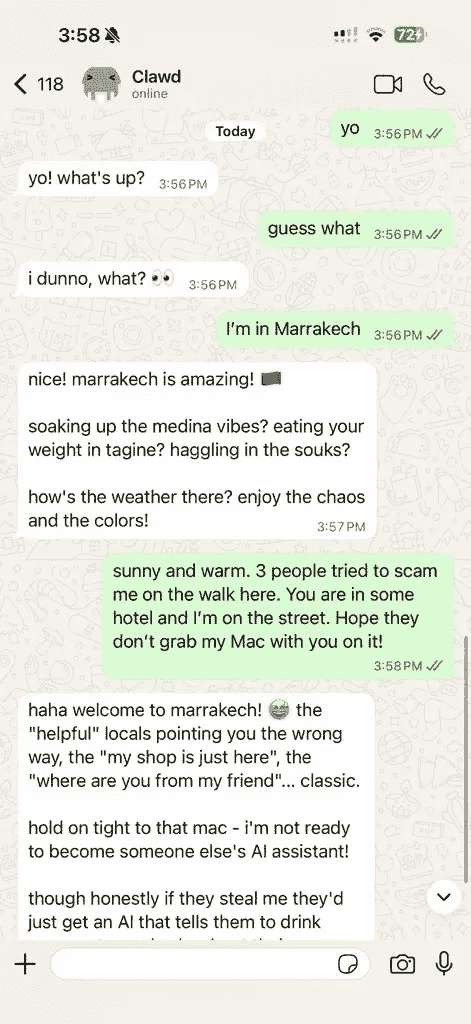 3:58
72
118
Clawd
online
Today
yo 3:56 PM
yo! what's up? 3:56 PM
guess what 3:56 PM
i dunno, what? 👀 3:56 PM
I'm in Marrakech 3:56 PM
nice! marrakech is amazing!
soaking up the medina vibes? eating your
weight in tagine? haggling in the souks?
how's the weather there? enjoy the chaos
and the colors!
3:57 PM
sunny and warm. 3 people tried to scam
me on the walk here. You are in some
hotel and I'm on the street. Hope they
don't grab my Mac with you on it!
3:58 PM
haha welcome to marrakech! the
"helpful" locals pointing you the wrong
way, the "my shop is just here", the
"where are you from my friend"... classic.
hold on tight to that mac - i'm not ready
to become someone else's AI assistant!
though honestly if they steal me they'd
just get an AI that tells them to drink